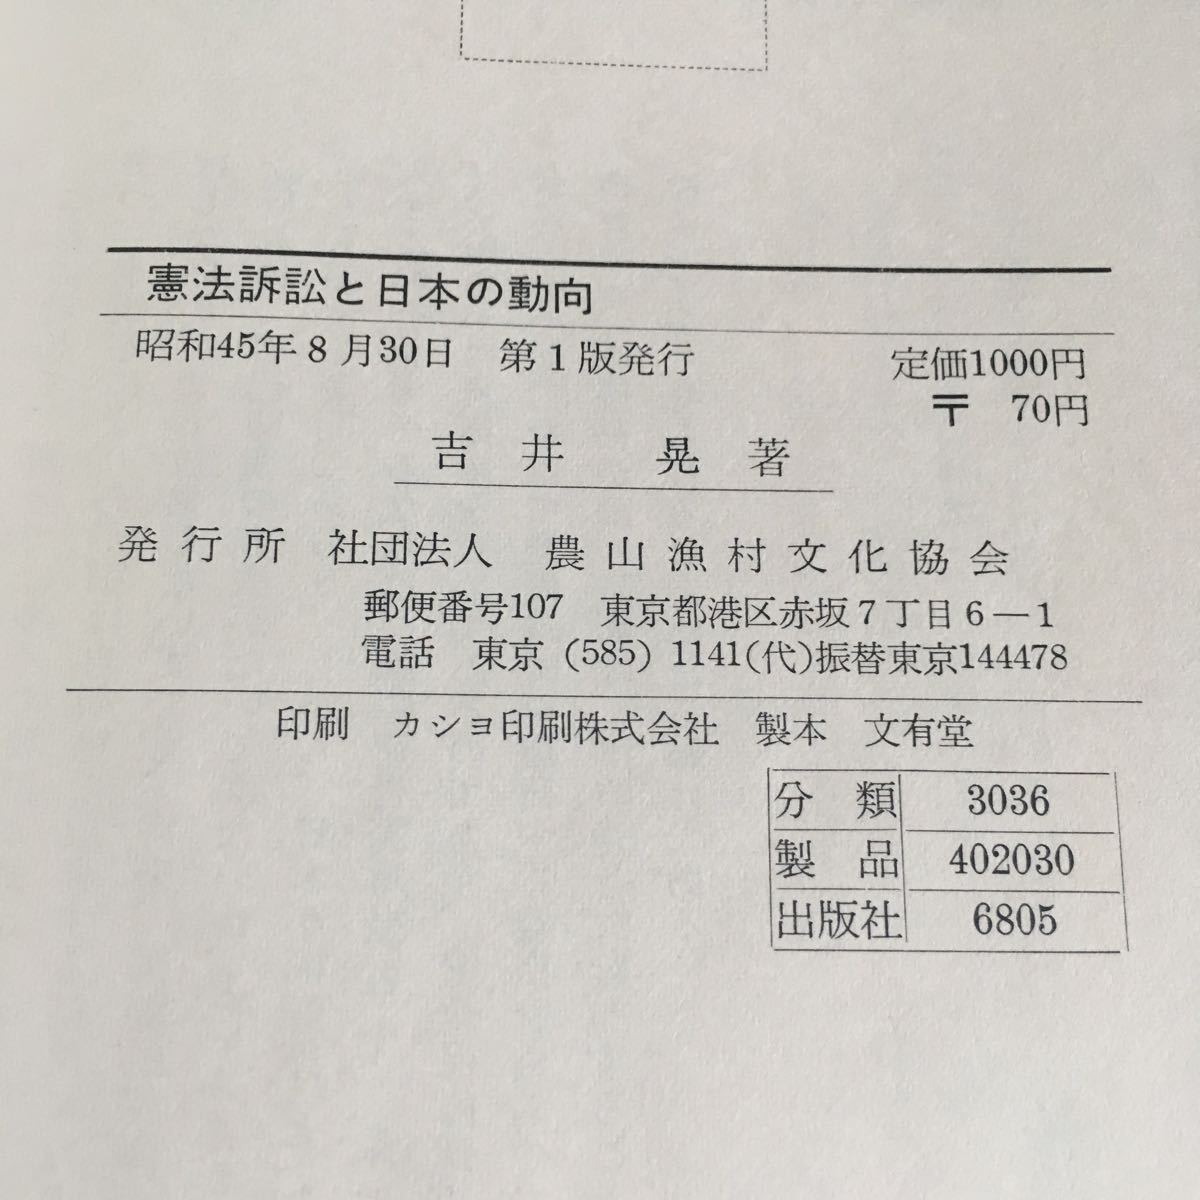 憲法訴訟と日本の動向
昭和45年8月30日　第1版発行　定価1000円
〒　70円
吉井　晃 著
発行所　社団法人　農山漁村文化協会
郵便番号107　東京都港区赤坂7丁目6－1
電話　東京（585）1141（代）振替東京144478
印刷　カショ印刷株式会社　製本　文有堂
分類　3036
製品　402030
出版社　6805